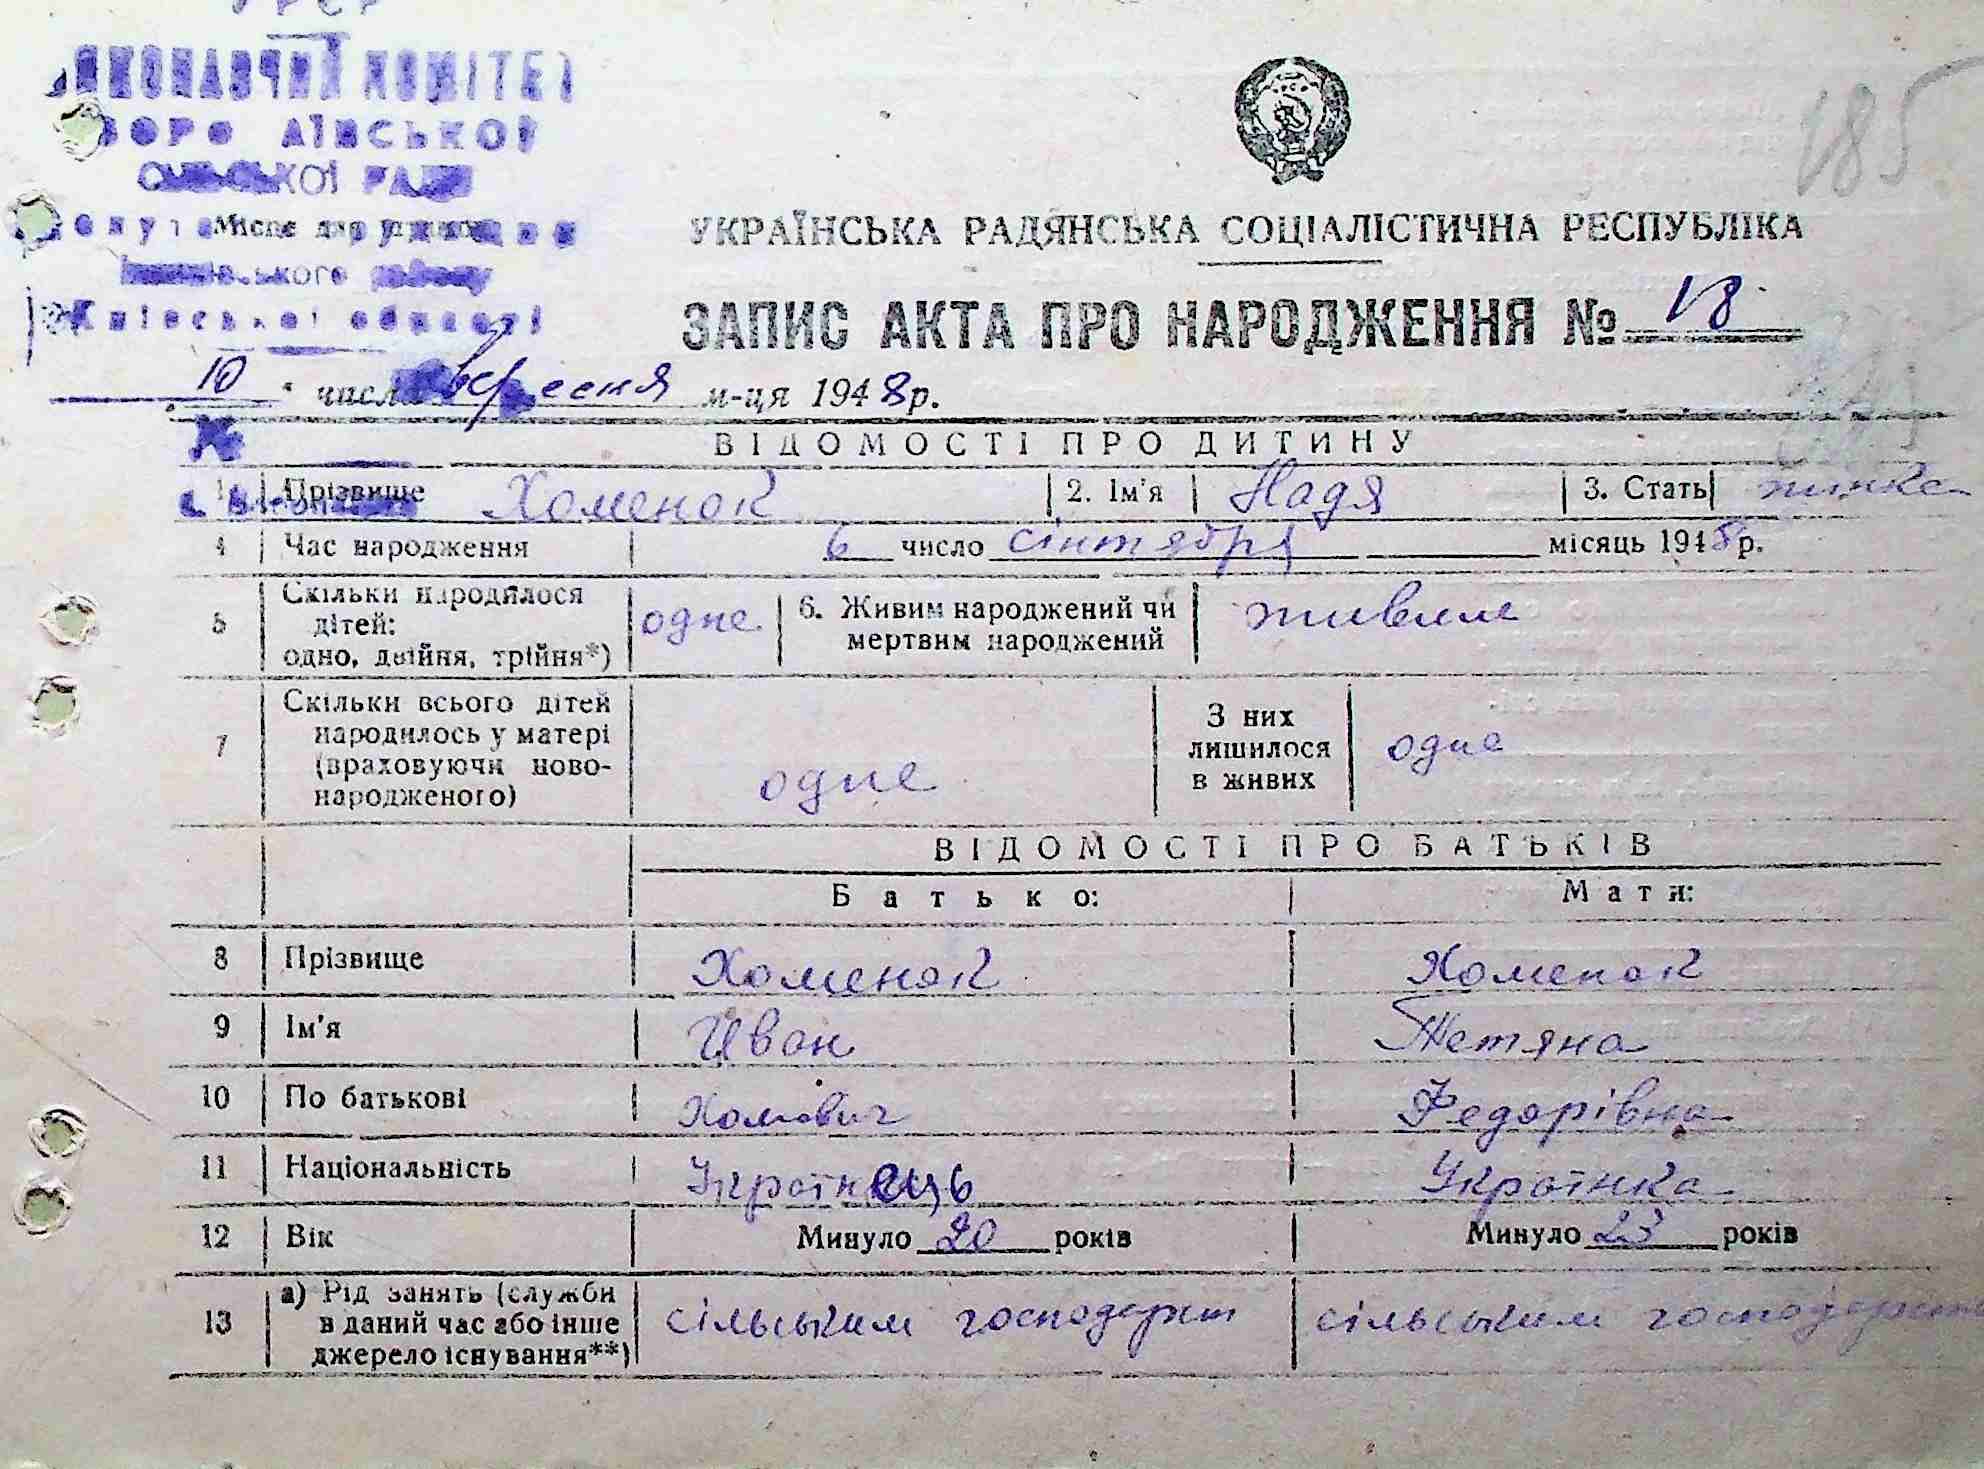 УРСР
ВИКОНАВЧИЙ КОМІТЕТ
СІЛЬСЬКОЇ РАДИ
185
Київської області
УКРАЇНСЬКА РАДЯНСЬКА СОЦІАЛІСТИЧНА РЕСПУБЛІКА
ЗАПИС АКТА ПРО НАРОДЖЕННЯ № 18
10 числа вересня м-ця 1948 р.
ВІДОМОСТІ ПРО ДИТИНУ
1 Прізвище Хоменок 2. Ім'я Надя 3. Стать жінка
4 Час народження 6 число сінтября місяць 1948 р.
5 Скільки народилося дітей: одно, двійня, трійня*) одне 6. Живим народжений чи мертвим народжений живими
7 Скільки всього дітей народилось у матері (враховуючи новонародженого) одне З них лишилося в живих одне
ВІДОМОСТІ ПРО БАТЬКІВ
Батько: Мати:
8 Прізвище Хоменок Хоменок
9 Ім'я Иван Тетяна
10 По батькові Хомович Федорівна
11 Національність Українець Українка
12 Вік Минуло 20 років Минуло 23 років
13 а) Рід занять (служби в даний час або інше джерело існування**) сільським господарит сільським господарит